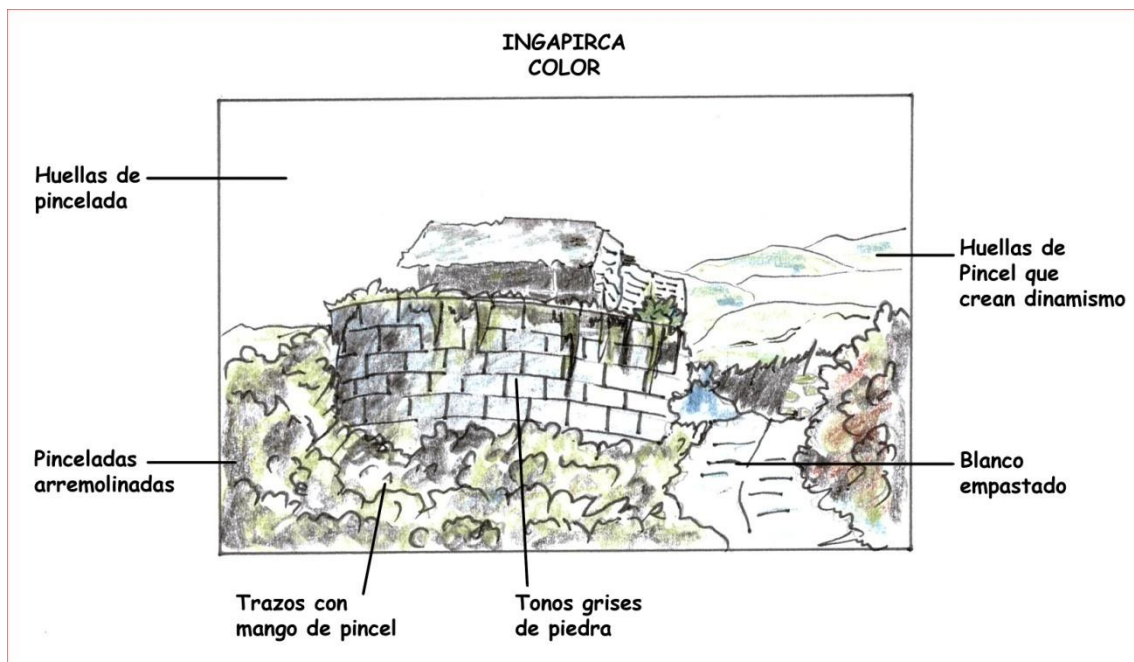 INGAPIRCA
COLOR
Huellas de
pincelada
Huellas de
Pincel que
crean dinamismo
Pinceladas
arremolinadas
Blanco
empastado
Trazos con
mango de pincel
Tonos grises
de piedra